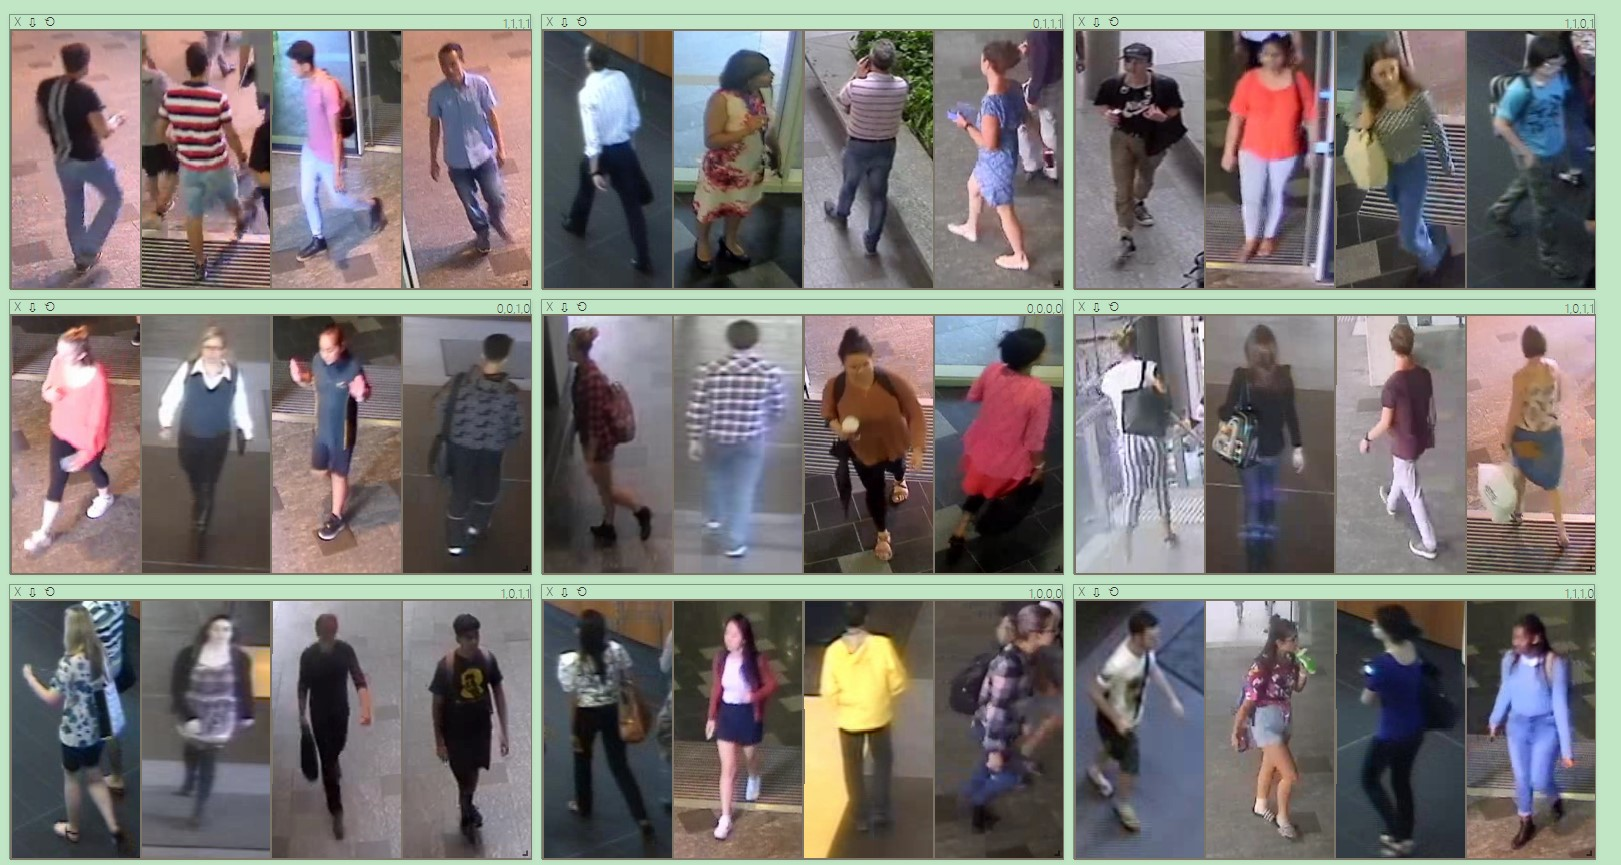 X 1,1,1,1
X 0,1,1,1
X 1,1,0,1
X 0,0,1,0
X 0,0,0,0
X 1,0,1,1
X 1,0,1,1
X 1,0,0,0
X 1,1,1,0